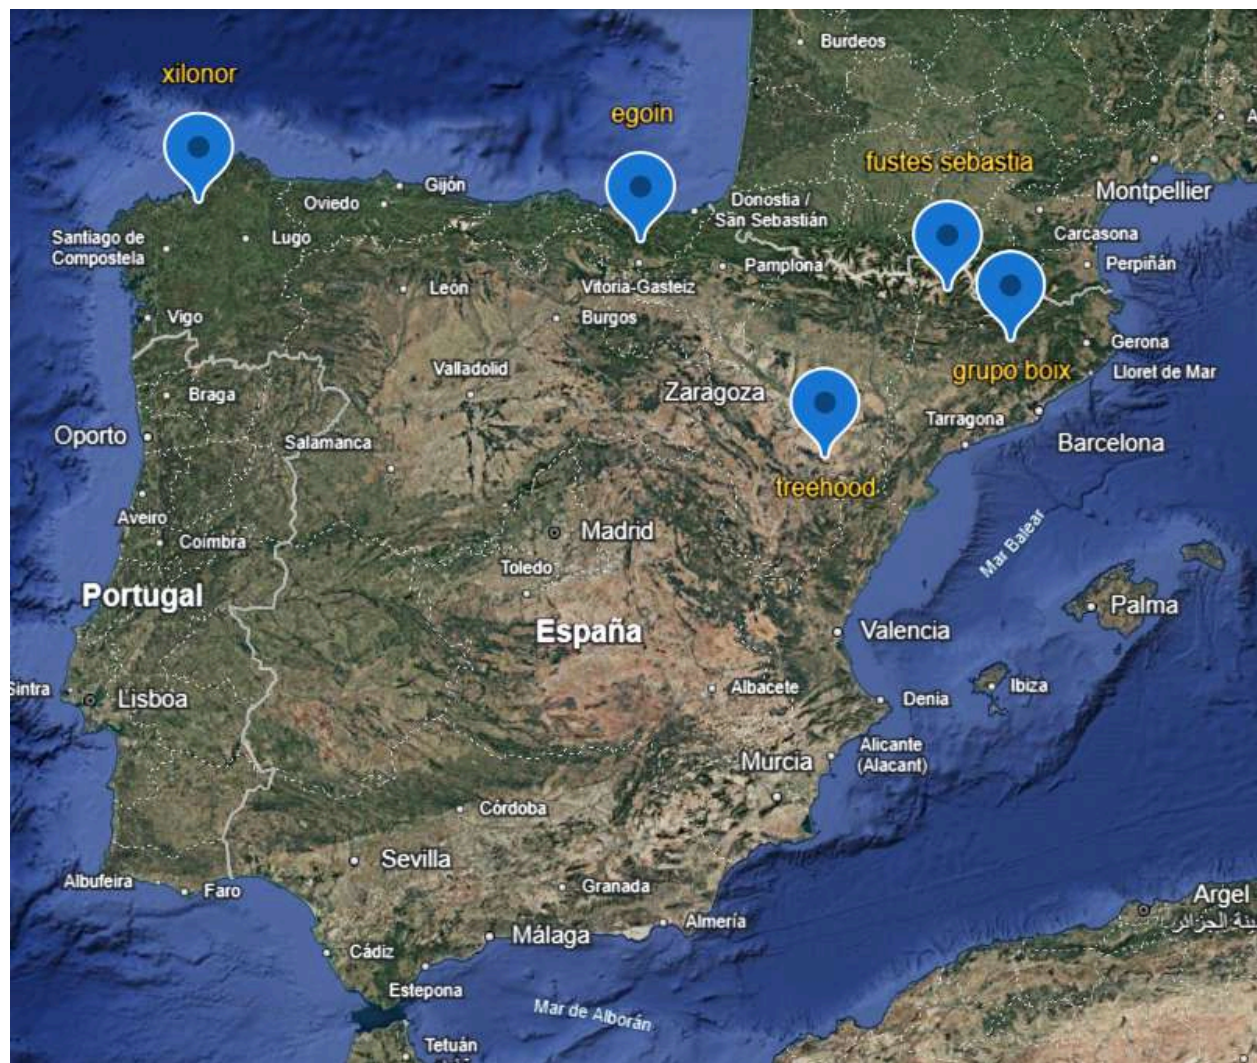 Burdeos
xilonor
egoin
fustes sebastia
Montpellier
Gijón
Oviedo
Donostia /
San Sebastián
Santiago de
Compostela
Lugo
Carcasona
Pamplona
Perpiñán
León
Vitoria-Gasteiz
Vigo
Burgos
Gerona
Valladolid
grupo boix
Lloret de Mar
Zaragoza
Braga
Tarragona
Oporto
Salamanca
Barcelona
treehood
Aveiro
Madrid
Coimbra
Mar Balear
Toledo
Portugal
Palma
España
Valencia
Sintra
Lisboa
Albacete
Denia
Ibiza
Murcia
Alicante
(Alacant)
Córdoba
Sevilla
Albufeira
Faro
Granada
Argel
Almería
Málaga
Cádiz
Estepona
Mar de Alborán
Tetuán